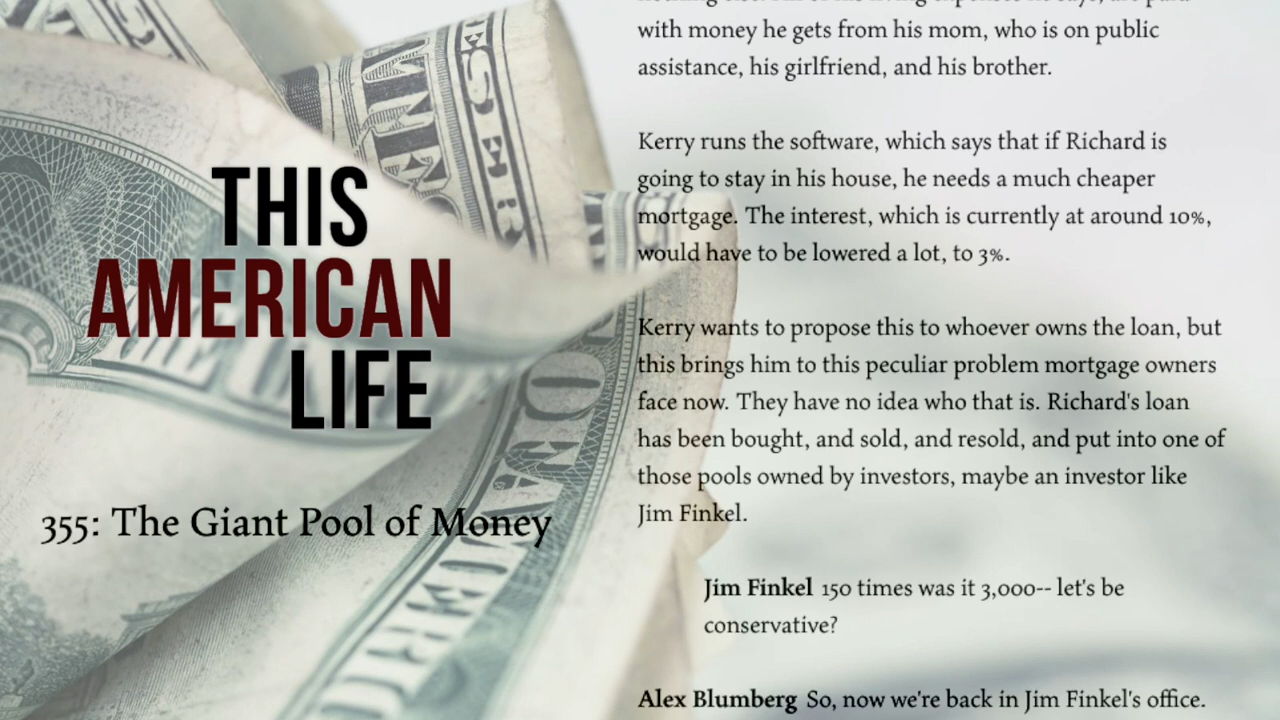 THIS
AMERICAN
LIFE
355: The Giant Pool of Money
with money he gets from his mom, who is on public
assistance, his girlfriend, and his brother.
Kerry runs the software, which says that if Richard is
going to stay in his house, he needs a much cheaper
mortgage. The interest, which is currently at around 10%,
would have to be lowered a lot, to 3%.
Kerry wants to propose this to whoever owns the loan, but
this brings him to this peculiar problem mortgage owners
face now. They have no idea who that is. Richard's loan
has been bought, and sold, and resold, and put into one of
those pools owned by investors, maybe an investor like
Jim Finkel.
Jim Finkel 150 times was it 3,000-- let's be
conservative?
Alex Blumberg So, now we're back in Jim Finkel's office.